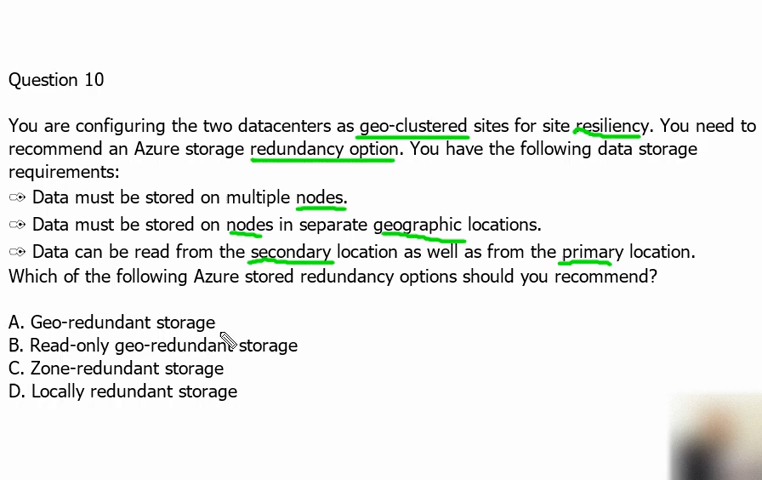 Question 10
You are configuring the two datacenters as geo-clustered sites for site resiliency. You need to
recommend an Azure storage redundancy option. You have the following data storage
requirements:
➩ Data must be stored on multiple nodes.
➩ Data must be stored on nodes in separate geographic locations.
➩ Data can be read from the secondary location as well as from the primary location.
Which of the following Azure stored redundancy options should you recommend?
A. Geo-redundant storage
B. Read-only geo-redundant storage
C. Zone-redundant storage
D. Locally redundant storage